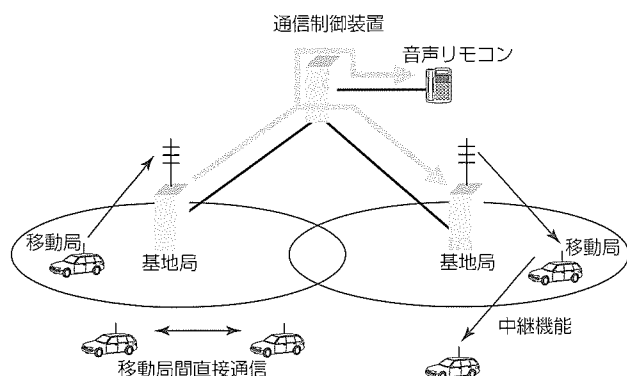 通信制御装置
音声リモコン
移動局
基地局
基地局
移動局
中継機能
移動局間直接通信